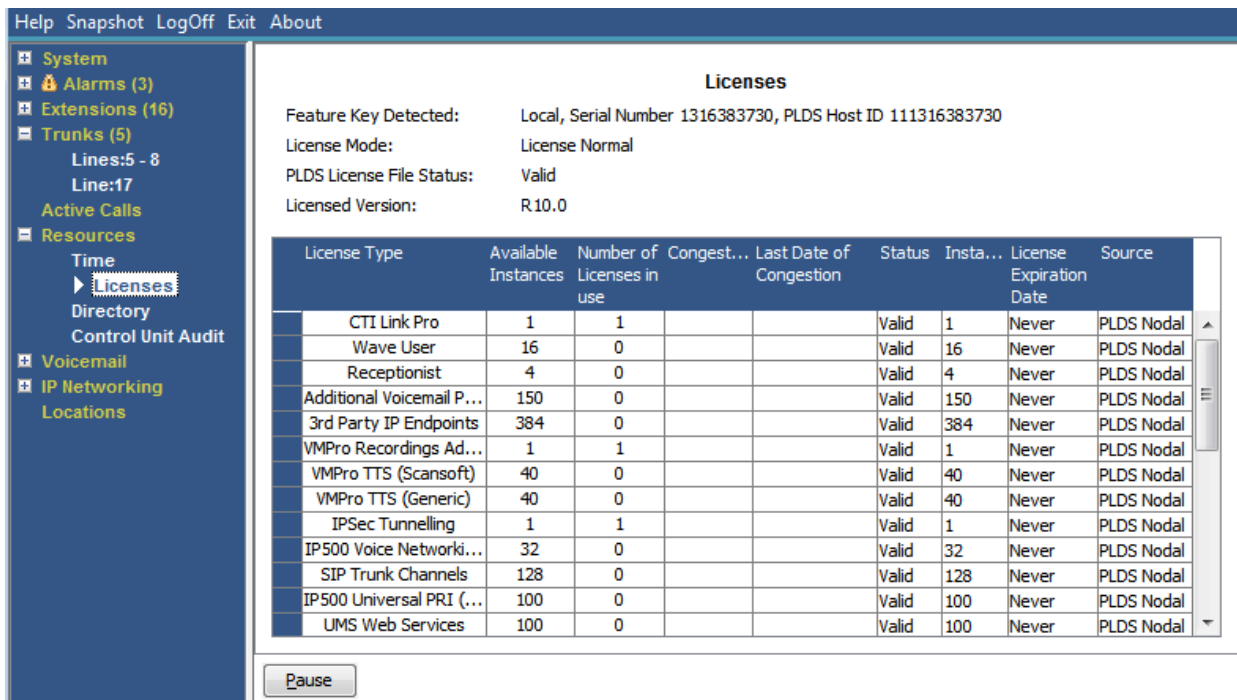 Help Snapshot LogOff Exit About
System
Alarms (3)
Extensions (16)
Trunks (5)
Lines:5 - 8
Line:17
Active Calls
Resources
Time
Licenses
Directory
Control Unit Audit
Voicemail
IP Networking
Locations
Licenses
Feature Key Detected: Local, Serial Number 1316383730, PLDS Host ID 111316383730
License Mode: License Normal
PLDS License File Status: Valid
Licensed Version: R10.0
License Type Available Number of Congest... Last Date of Status Insta... License Source
Instances Licenses in Congestion Expiration
use Date
CTI Link Pro 1 1 Valid 1 Never PLDS Nodal
Wave User 16 0 Valid 16 Never PLDS Nodal
Receptionist 4 0 Valid 4 Never PLDS Nodal
Additional Voicemail P... 150 0 Valid 150 Never PLDS Nodal
3rd Party IP Endpoints 384 0 Valid 384 Never PLDS Nodal
VMPro Recordings Ad... 1 1 Valid 1 Never PLDS Nodal
VMPro TTS (Scansoft) 40 0 Valid 40 Never PLDS Nodal
VMPro TTS (Generic) 40 0 Valid 40 Never PLDS Nodal
IPSec Tunnelling 1 1 Valid 1 Never PLDS Nodal
IP500 Voice Networki... 32 0 Valid 32 Never PLDS Nodal
SIP Trunk Channels 128 0 Valid 128 Never PLDS Nodal
IP500 Universal PRI (... 100 0 Valid 100 Never PLDS Nodal
UMS Web Services 100 0 Valid 100 Never PLDS Nodal
Pause